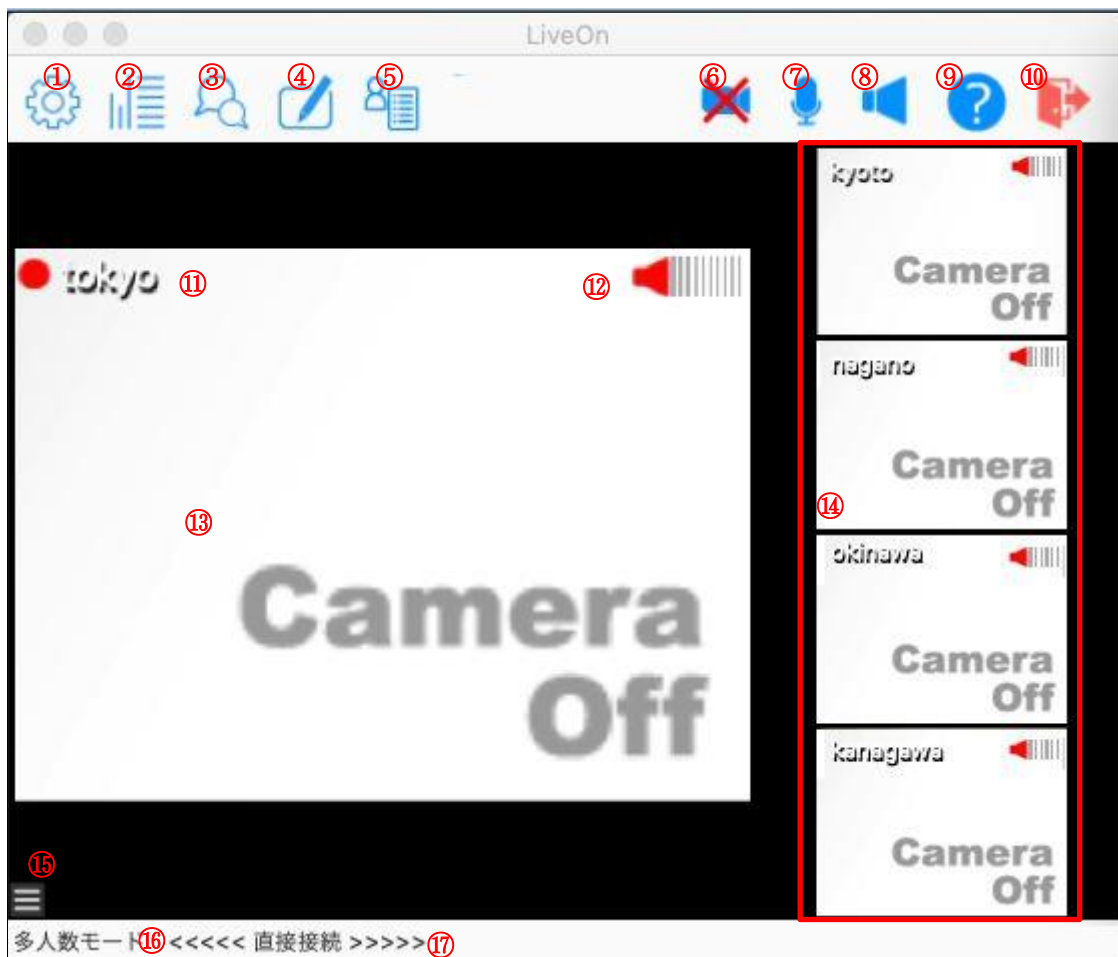 LiveOn
① ② ③ ④ ⑤ ⑥ ⑦ ⑧ ⑨ ⑩
?
tokyo ⑪ ⑫
⑬
Camera
Off
kyoto
Camera
Off
nagano
Camera
Off
⑭
okinawa
Camera
Off
kanagawa
Camera
Off
⑮
多人数モード⑯ <<<<< 直接接続 >>>>>⑰